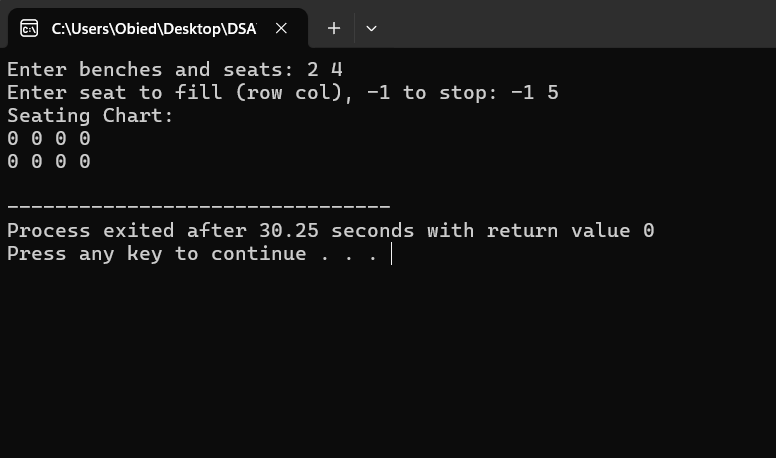 C:\Users\Obied\Desktop\DSA\
Enter benches and seats: 2 4
Enter seat to fill (row col), -1 to stop: -1 5
Seating Chart:
0 0 0 0
0 0 0 0
--------------------------------
Process exited after 30.25 seconds with return value 0
Press any key to continue . . .